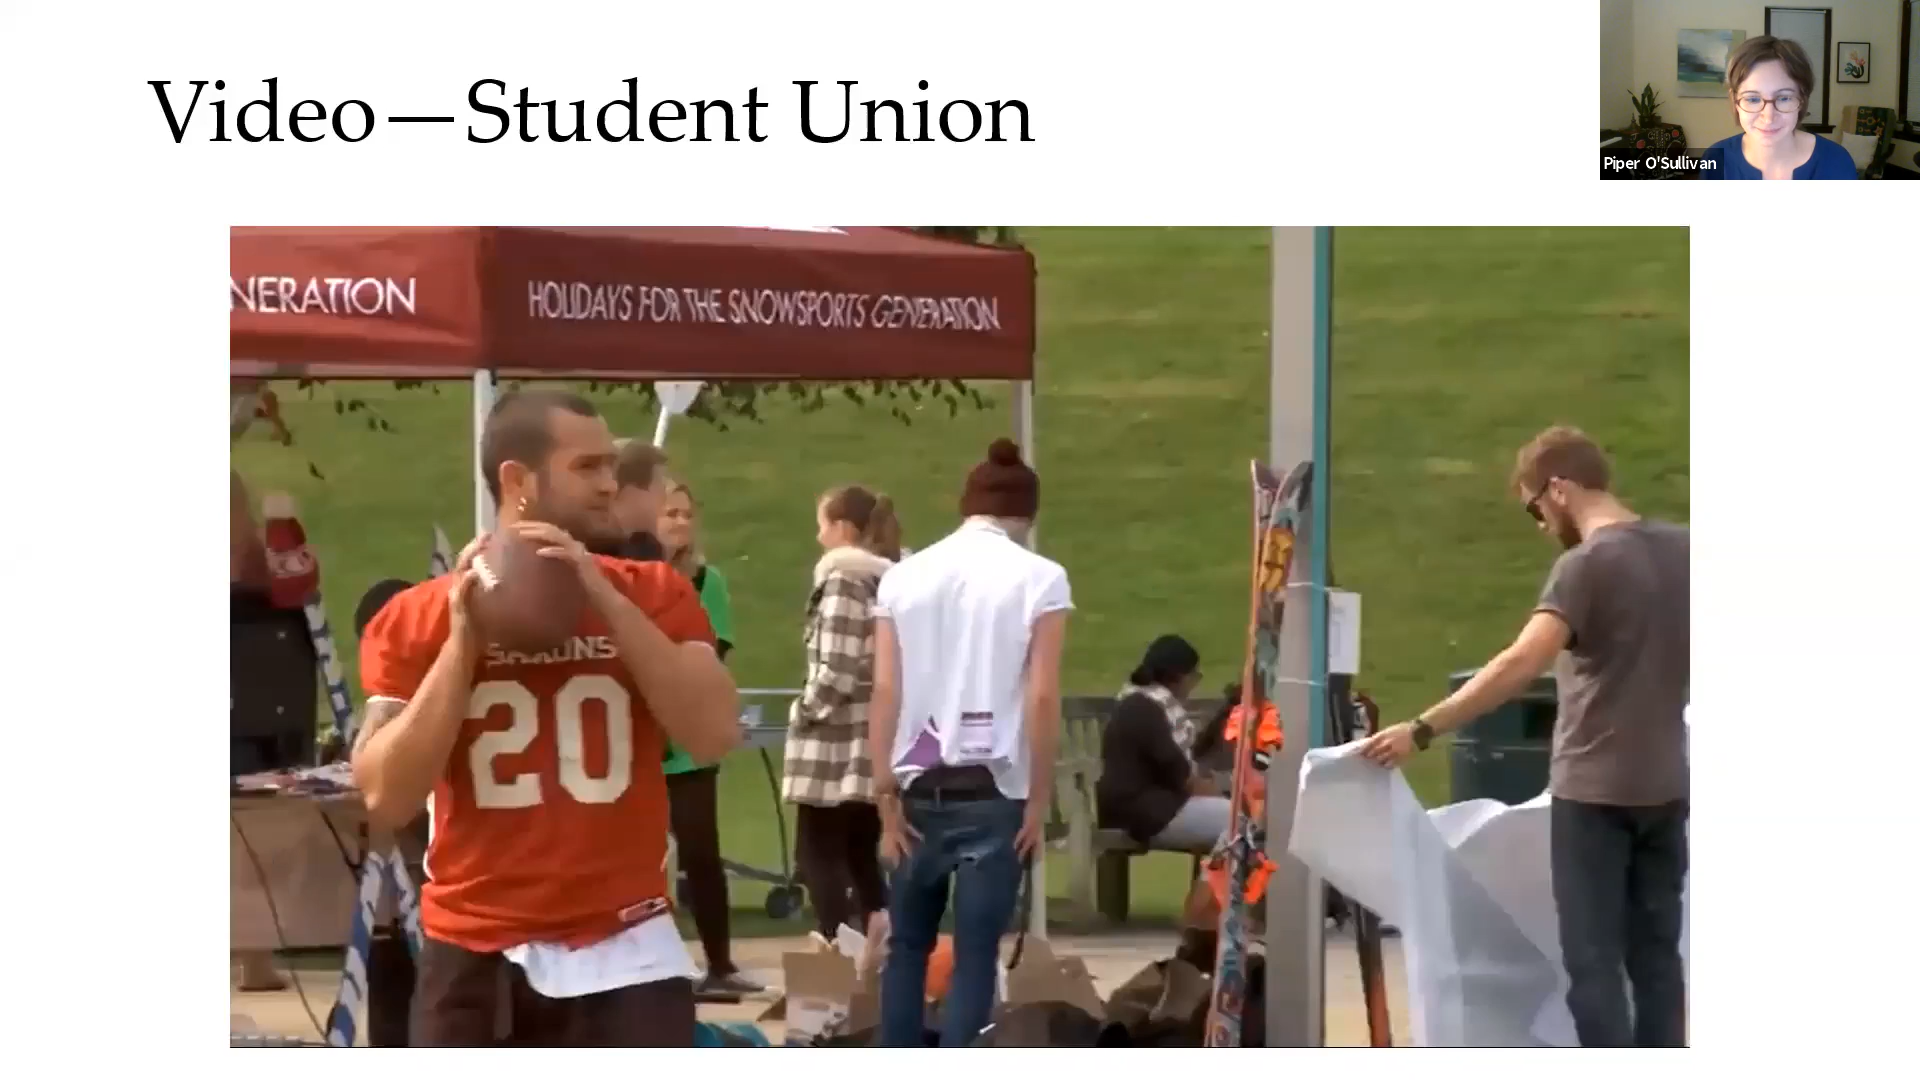 Video—Student Union
Piper O'Sullivan
NERATION
HOLIDAYS FOR THE SNOWSPORTS GENERATION
20